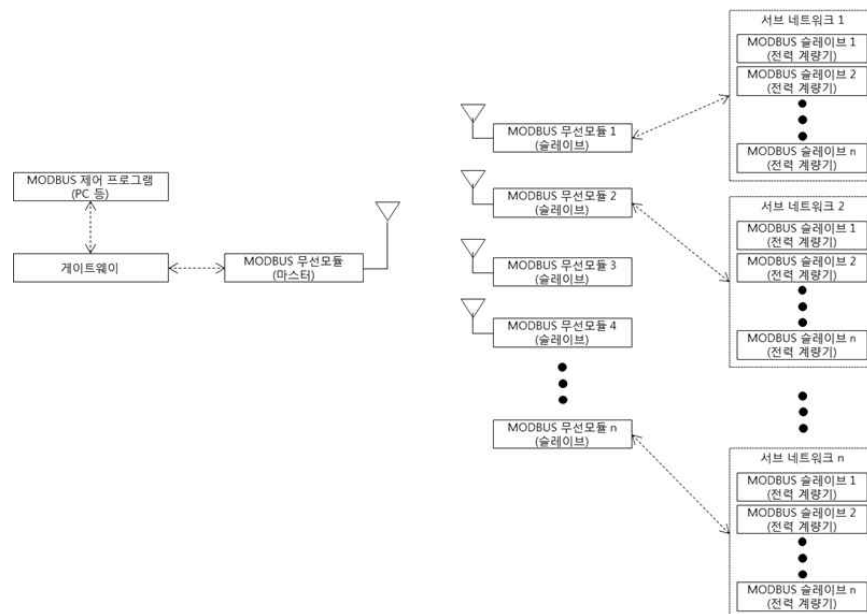 MODBUS 제어 프로그램
(PC 등)
게이트웨이
MODBUS 무선모듈
(마스터)
MODBUS 무선모듈 1
(슬레이브)
MODBUS 무선모듈 2
(슬레이브)
MODBUS 무선모듈 3
(슬레이브)
MODBUS 무선모듈 4
(슬레이브)
MODBUS 무선모듈 n
(슬레이브)
서브 네트워크 1
MODBUS 슬레이브 1
(전력 계량기)
MODBUS 슬레이브 2
(전력 계량기)
MODBUS 슬레이브 n
(전력 계량기)
서브 네트워크 2
MODBUS 슬레이브 1
(전력 계량기)
MODBUS 슬레이브 2
(전력 계량기)
MODBUS 슬레이브 n
(전력 계량기)
서브 네트워크 n
MODBUS 슬레이브 1
(전력 계량기)
MODBUS 슬레이브 2
(전력 계량기)
MODBUS 슬레이브 n
(전력 계량기)